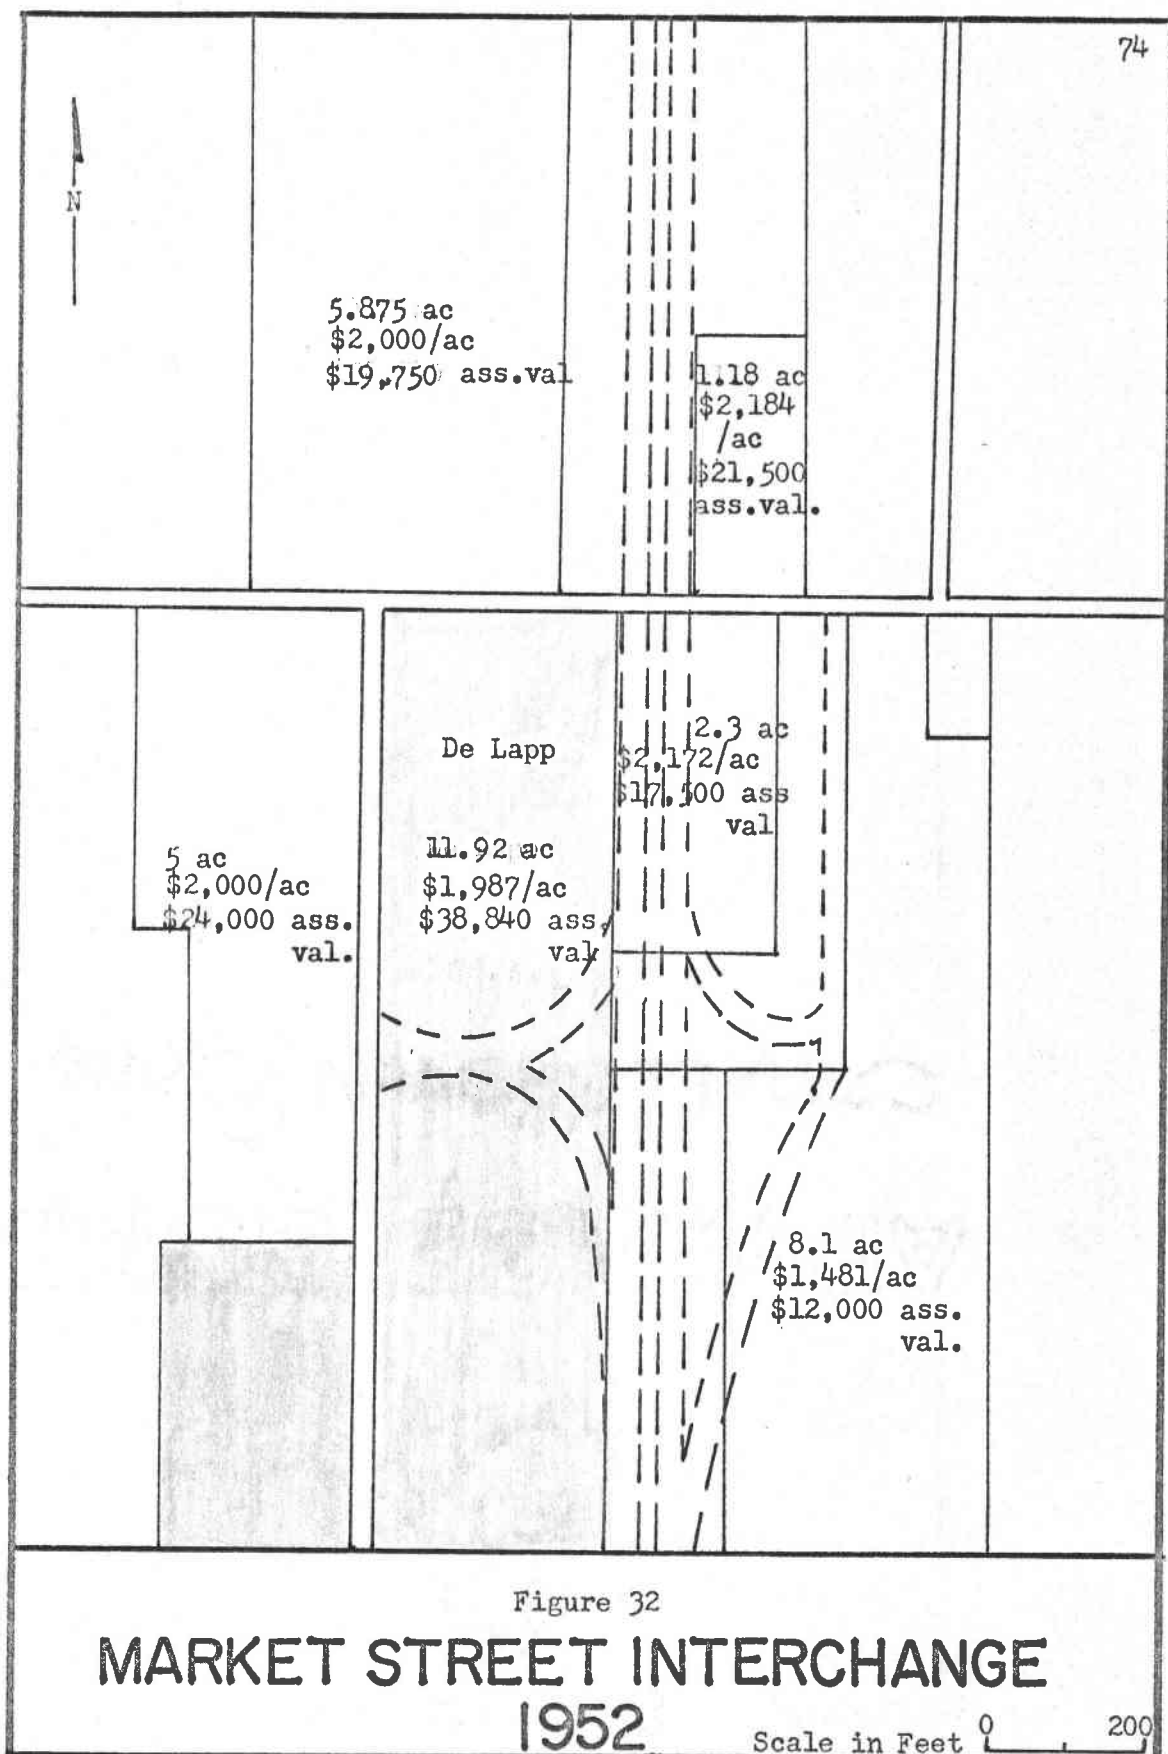 74
N
5.875 ac
$2,000/ac
$19,750 ass.val
1.18 ac
$2,184
/ac
$21,500
ass.val.
De Lapp
11.92 ac
$1,987/ac
$38,840 ass.
val
2.3 ac
$2,172/ac
$17,500 ass
val
5 ac
$2,000/ac
$24,000 ass.
val.
8.1 ac
$1,481/ac
$12,000 ass.
val.
Figure 32
MARKET STREET INTERCHANGE
1952
Scale in Feet 0 200